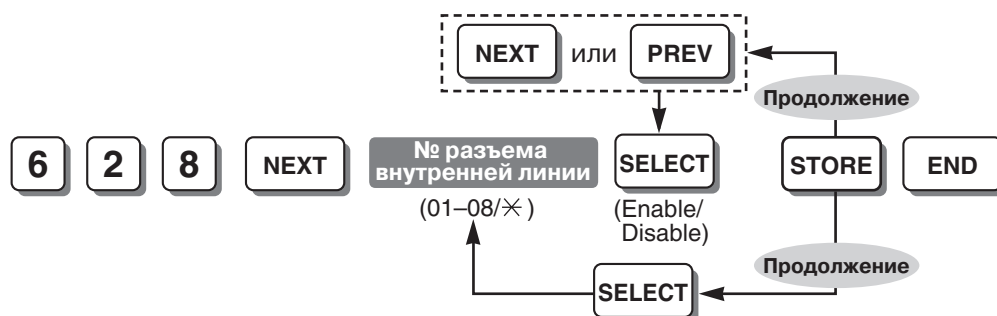 NEXT или PREV
Продолжение
6 2 8 NEXT № разъема внутренней линии SELECT STORE END
(01–08/✳)
(Enable/
Disable)
Продолжение
SELECT